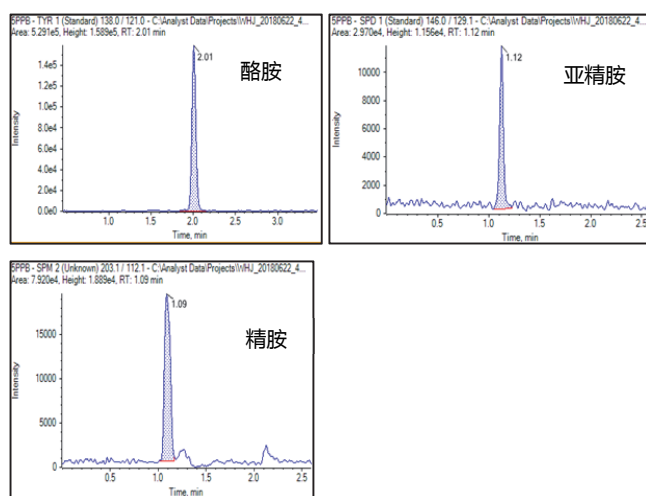 5PPB - TYR 1 (Standard) 138.0 / 121.0 - C:\Analyst Data\Projects\WHJ_20180622_4...
Area: 5.291e5, Height: 1.589e5, RT: 2.01 min
2.01
酪胺
1.4e5
1.2e5
1.0e5
8.0e4
6.0e4
4.0e4
2.0e4
0.0e0
Intensity
1.0 1.5 2.0 2.5 3.0
Time, min
5PPB - SPD 1 (Standard) 146.0 / 129.1 - C:\Analyst Data\Projects\WHJ_20180622_4...
Area: 2.970e4, Height: 1.156e4, RT: 1.12 min
1.12
亚精胺
10000
8000
6000
4000
2000
0
Intensity
0.5 1.0 1.5 2.0 2.5
Time, min
5PPB - SPM 2 (Unknown) 203.1 / 112.1 - C:\Analyst Data\Projects\WHJ_20180622_4...
Area: 7.920e4, Height: 1.889e4, RT: 1.09 min
1.09
精胺
15000
10000
5000
0
Intensity
0.5 1.0 1.5 2.0 2.5
Time, min